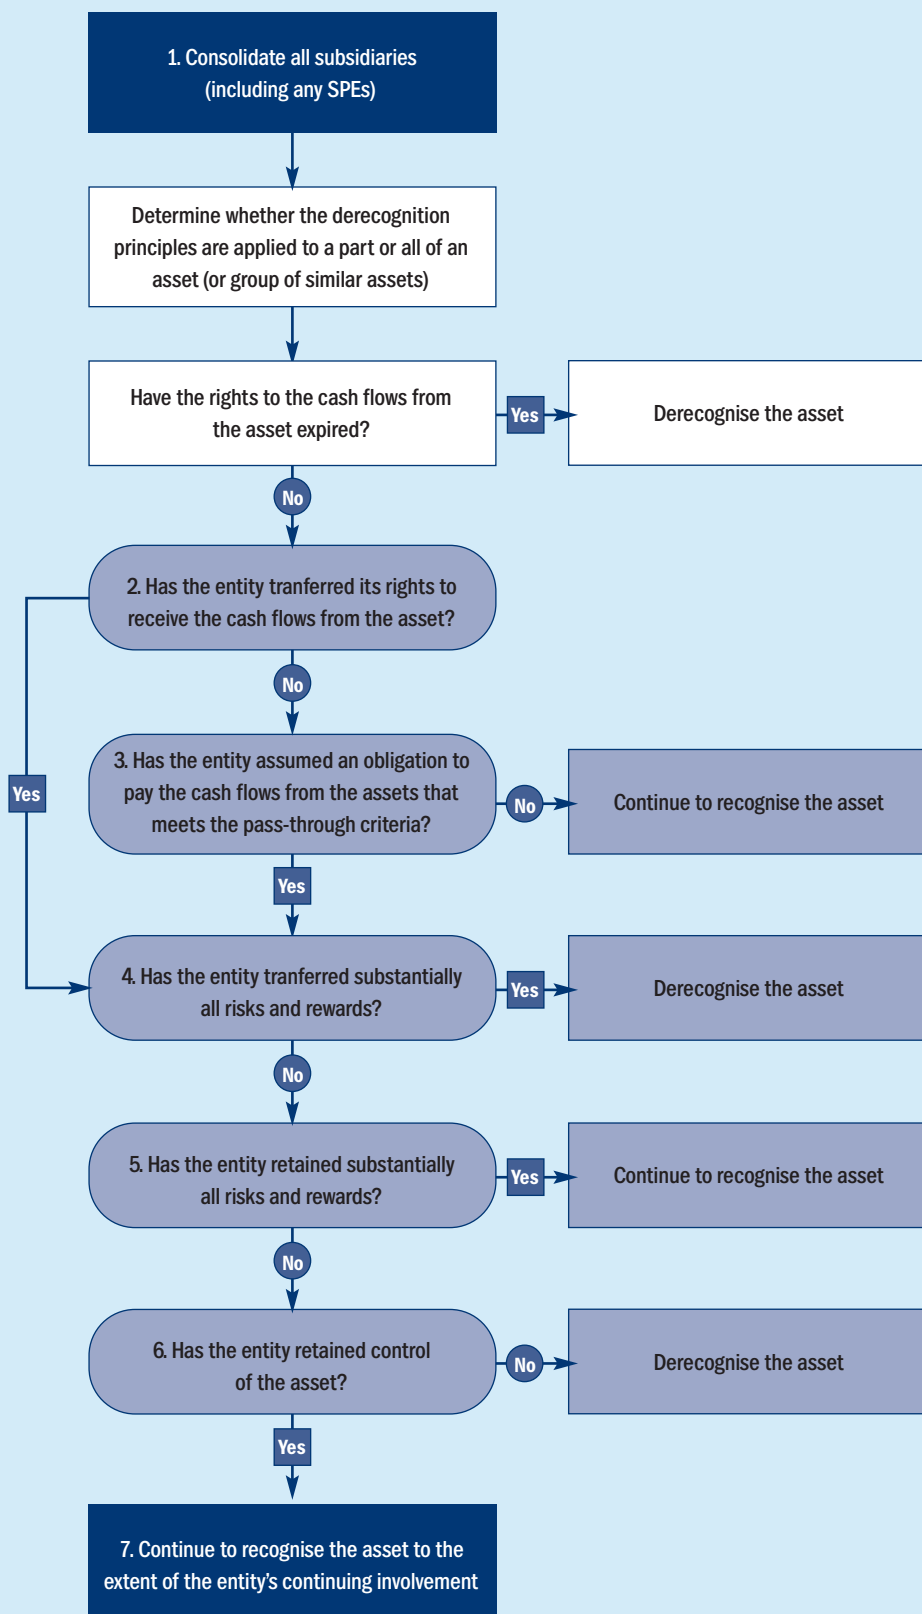 1. Consolidate all subsidiaries
(including any SPEs)
Determine whether the derecognition
principles are applied to a part or all of an
asset (or group of similar assets)
Have the rights to the cash flows from
the asset expired?
Yes
Derecognise the asset
No
2. Has the entity tranferred its rights to
receive the cash flows from the asset?
No
Yes
3. Has the entity assumed an obligation to
pay the cash flows from the assets that
meets the pass-through criteria?
No
Continue to recognise the asset
Yes
4. Has the entity tranferred substantially
all risks and rewards?
Yes
Derecognise the asset
No
5. Has the entity retained substantially
all risks and rewards?
Yes
Continue to recognise the asset
No
6. Has the entity retained control
of the asset?
No
Derecognise the asset
Yes
7. Continue to recognise the asset to the
extent of the entity's continuing involvement